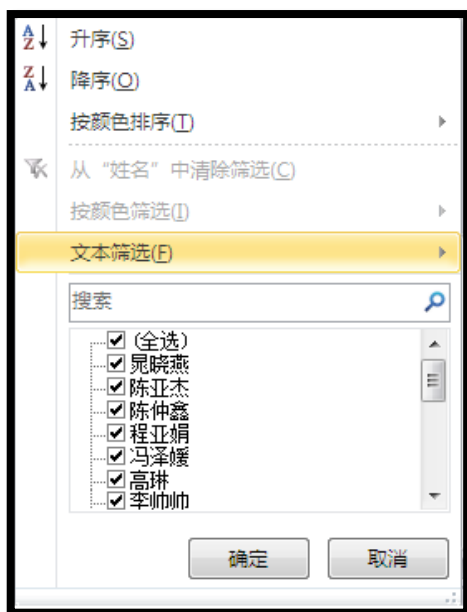 升序(S)
降序(O)
按颜色排序(T)
从“姓名”中清除筛选(C)
按颜色筛选(I)
文本筛选(F)
搜索
(全选)
晁晓燕
陈亚杰
陈仲鑫
程亚娟
冯泽媛
高琳
李帅帅
确定 取消